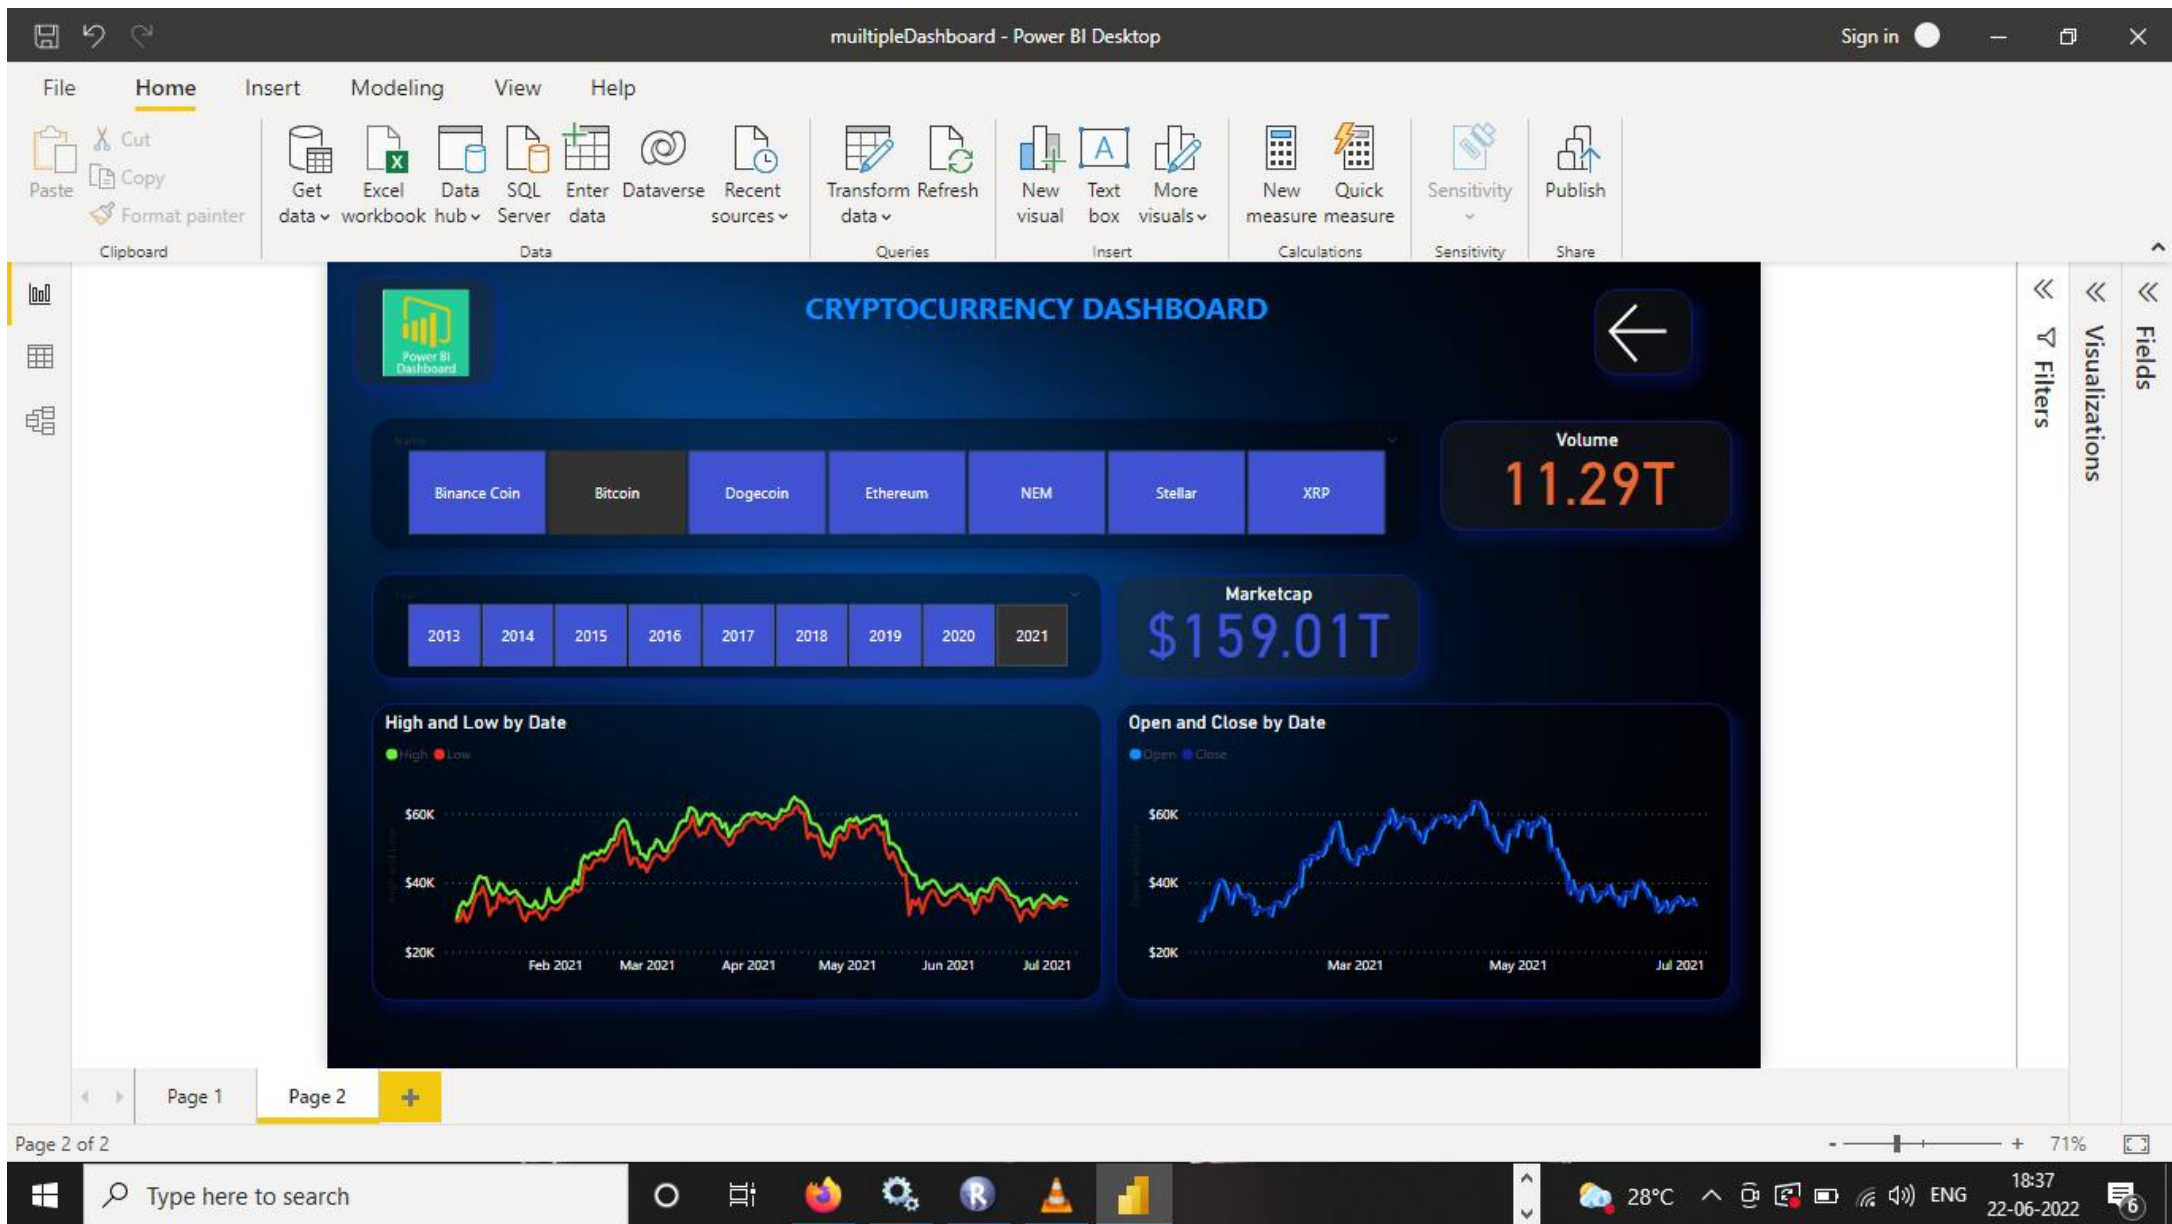 muiltipleDashboard - Power BI Desktop
Sign in
File Home Insert Modeling View Help
Paste
Cut
Copy
Format painter
Clipboard
Get data
Excel workbook
Data hub
SQL Server
Enter data
Dataverse
Recent sources
Data
Transform data
Refresh
Queries
New visual
Text box
More visuals
Insert
New measure
Quick measure
Calculations
Sensitivity
Sensitivity
Publish
Share
Power BI
Dashboard
CRYPTOCURRENCY DASHBOARD
Filters
Visualizations
Fields
Name
Binance Coin Bitcoin Dogecoin Ethereum NEM Stellar XRP
Volume
11.29T
2013 2014 2015 2016 2017 2018 2019 2020 2021
Marketcap
$159.01T
High and Low by Date
High Low
High and Low
$60K
$40K
$20K
Feb 2021 Mar 2021 Apr 2021 May 2021 Jun 2021 Jul 2021
Open and Close by Date
Open Close
Open and Close
$60K
$40K
$20K
Mar 2021 May 2021 Jul 2021
Page 1 Page 2 +
Page 2 of 2
- + 71%
Type here to search
R
28°C
ENG
18:37
22-06-2022
6